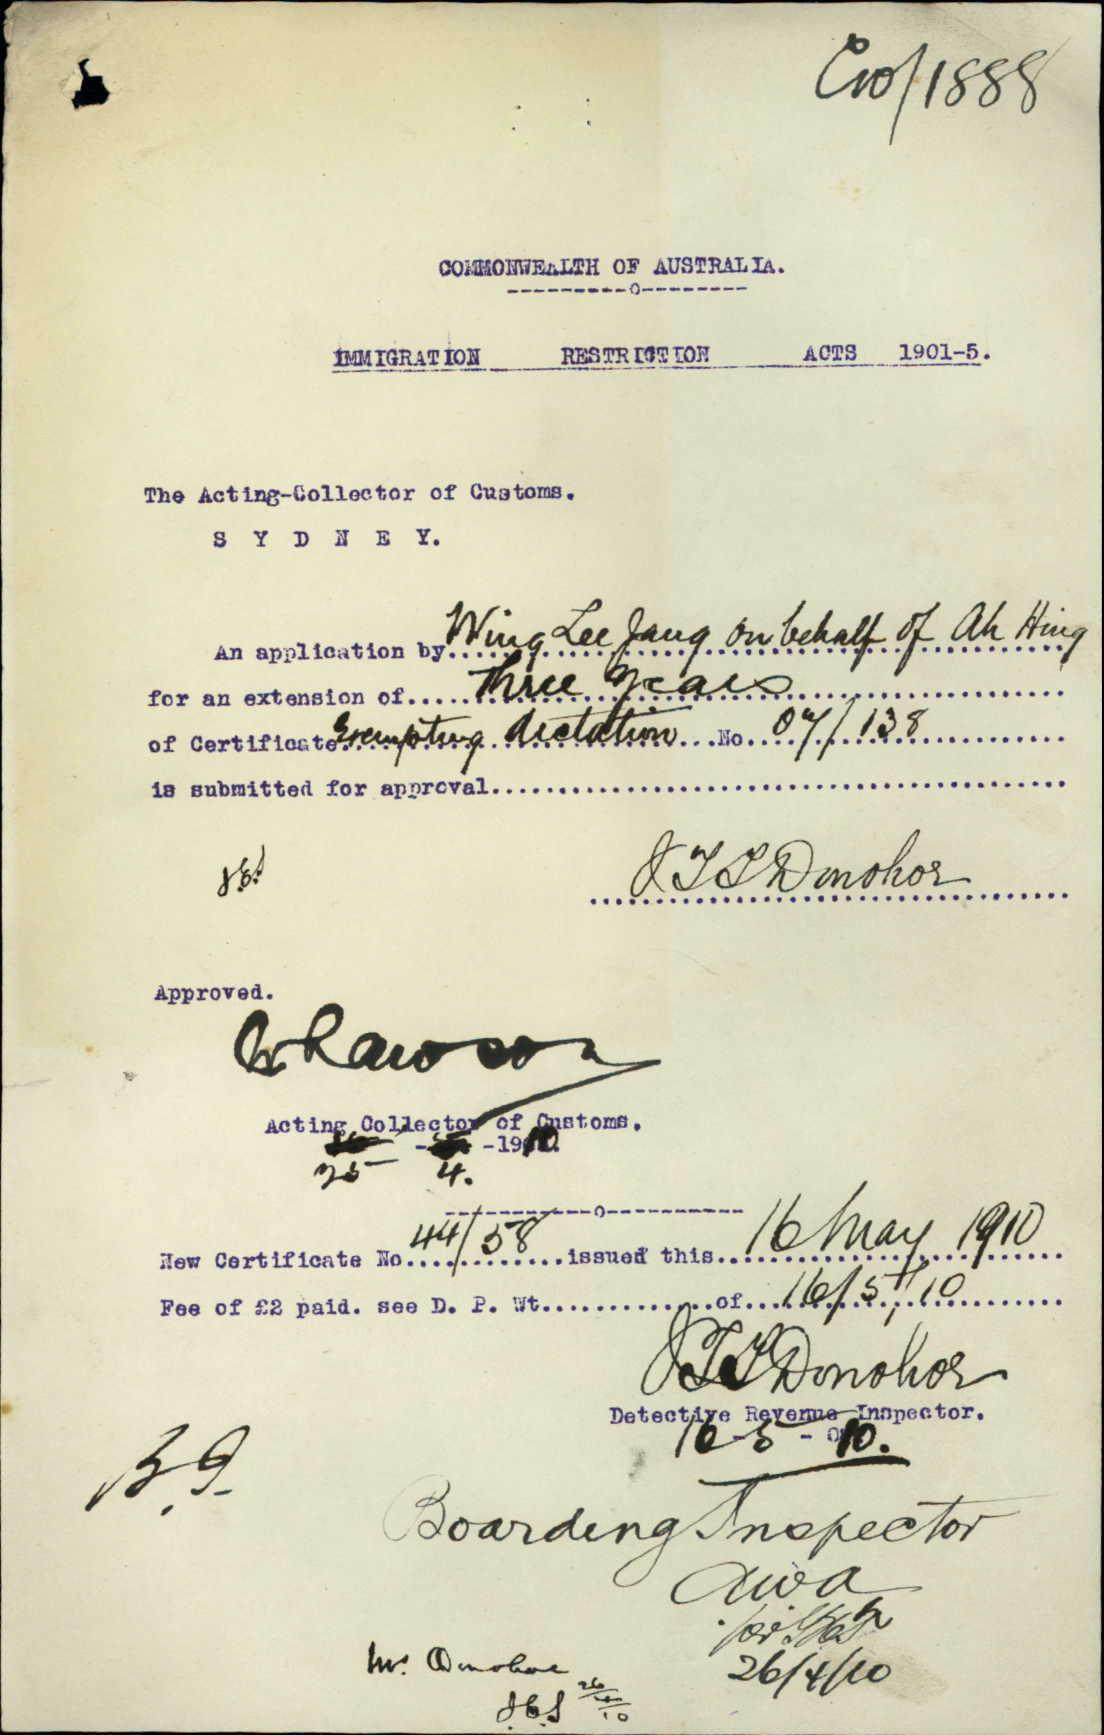 C10/1888
COMMONWEALTH OF AUSTRALIA.
---------o--------
IMMIGRATION RESTRICTION ACTS 1901-5.
The Acting-Collector of Customs.
S Y D N E Y.
An application by Wing Lee Jang on behalf of Ah Hing
for an extension of Three Years
of Certificate Exempting dictation No. 07/138
is submitted for approval
J T T Donohoe
Approved.
Acting Collector of Customs.
25 4. -1910.
----------o----------
New Certificate No. 44/58 issued this 16 May 1910
Fee of £2 paid. see D. P. Wt. of 16/5/10
J T T Donohoe
Detective Revenue Inspector.
16-5-10.
B.I.
Boarding Inspector
26/4/10
Mr. Donohoe
26/4/10